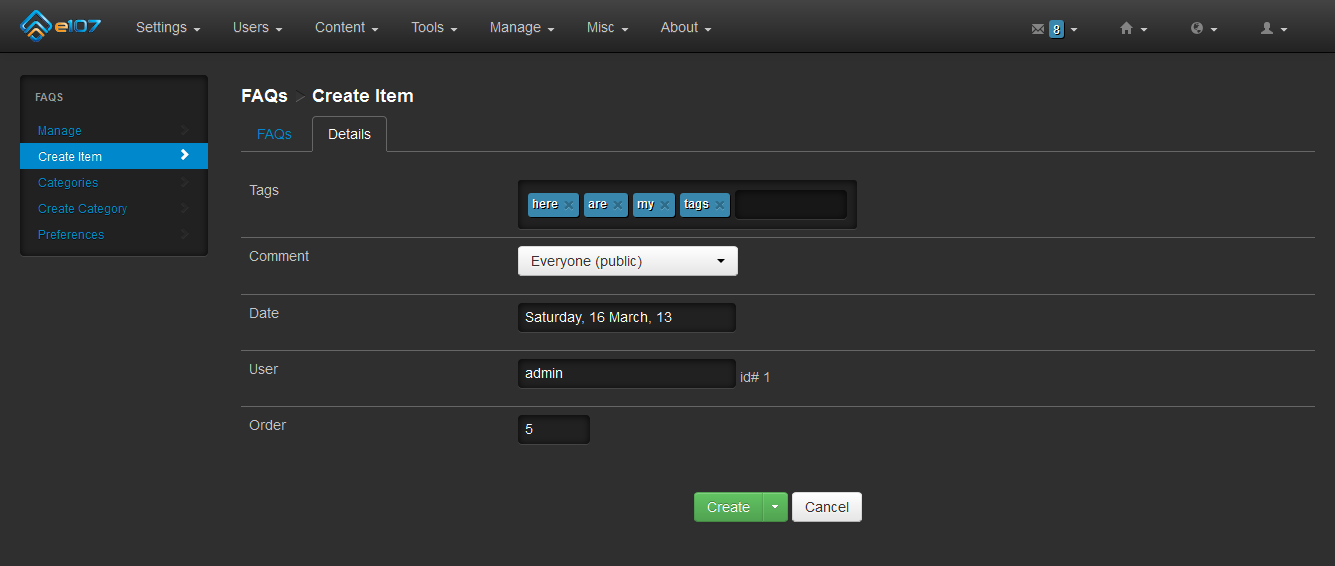 e107 Settings Users Content Tools Manage Misc About 8
FAQS
Manage
Create Item
Categories
Create Category
Preferences
FAQs > Create Item
FAQs Details
Tags here × are × my × tags ×
Comment Everyone (public)
Date Saturday, 16 March, 13
User admin id# 1
Order 5
Create Cancel